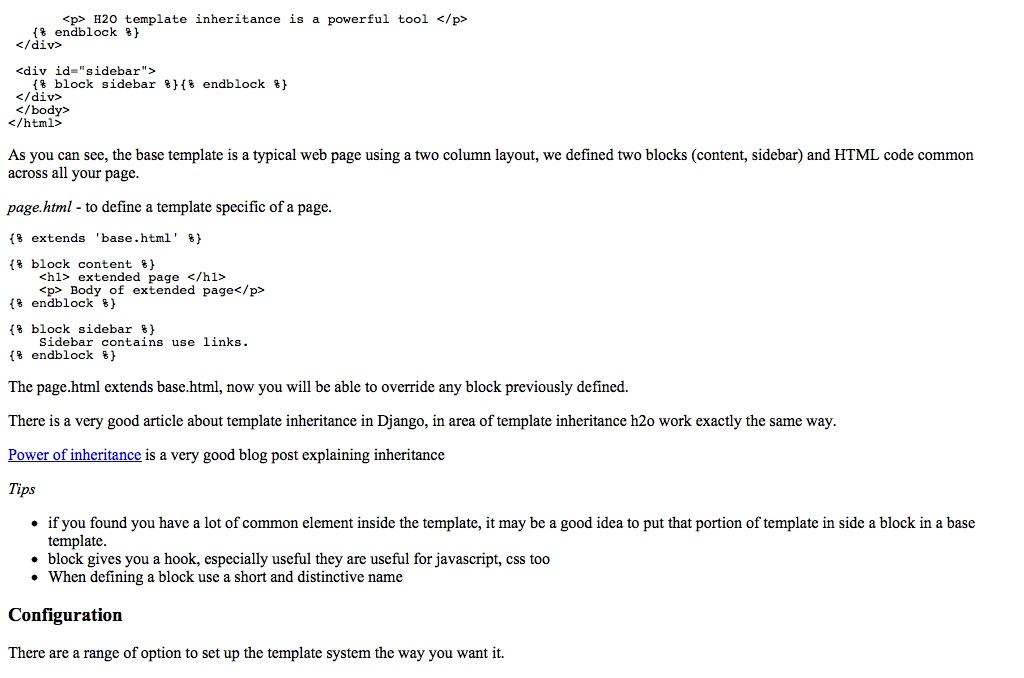 <p> H2O template inheritance is a powerful tool </p>
{% endblock %}
</div>
<div id="sidebar">
{% block sidebar %}{% endblock %}
</div>
</body>
</html>
As you can see, the base template is a typical web page using a two column layout, we defined two blocks (content, sidebar) and HTML code common
across all your page.
page.html - to define a template specific of a page.
{% extends 'base.html' %}
{% block content %}
<h1> extended page </h1>
<p> Body of extended page</p>
{% endblock %}
{% block sidebar %}
Sidebar contains use links.
{% endblock %}
The page.html extends base.html, now you will be able to override any block previously defined.
There is a very good article about template inheritance in Django, in area of template inheritance h2o work exactly the same way.
Power of inheritance is a very good blog post explaining inheritance
Tips
• if you found you have a lot of common element inside the template, it may be a good idea to put that portion of template in side a block in a base
template.
• block gives you a hook, especially useful they are useful for javascript, css too
• When defining a block use a short and distinctive name
Configuration
There are a range of option to set up the template system the way you want it.